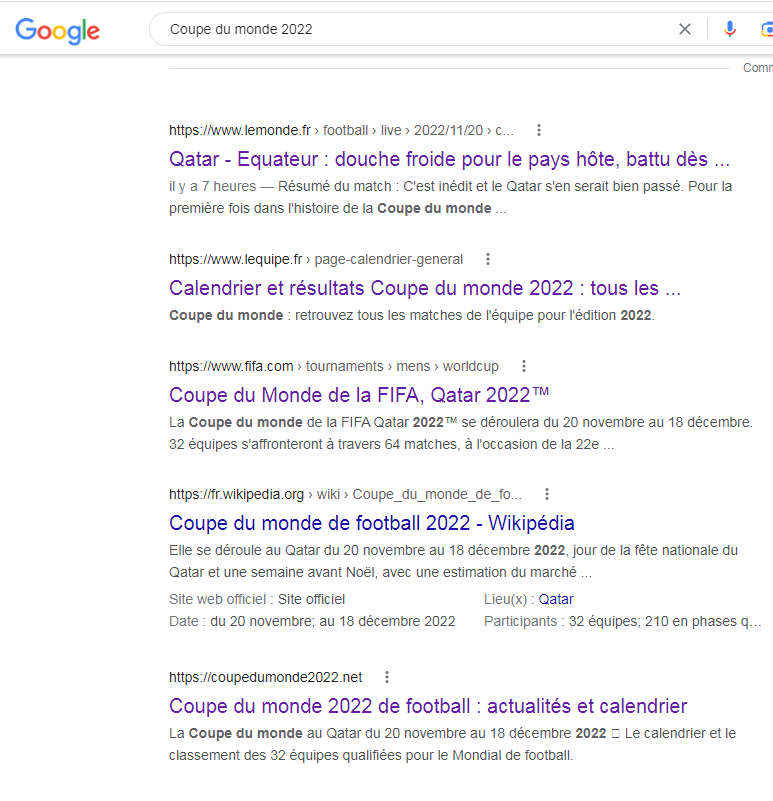 Google
Coupe du monde 2022
Comm
https://www.lemonde.fr › football › live › 2022/11/20 › c...
Qatar - Equateur : douche froide pour le pays hôte, battu dès ...
il y a 7 heures — Résumé du match : C'est inédit et le Qatar s'en serait bien passé. Pour la
première fois dans l'histoire de la Coupe du monde ...
https://www.lequipe.fr › page-calendrier-general
Calendrier et résultats Coupe du monde 2022 : tous les ...
Coupe du monde : retrouvez tous les matches de l'équipe pour l'édition 2022.
https://www.fifa.com › tournaments › mens › worldcup
Coupe du Monde de la FIFA, Qatar 2022™
La Coupe du monde de la FIFA Qatar 2022™ se déroulera du 20 novembre au 18 décembre.
32 équipes s'affronteront à travers 64 matches, à l'occasion de la 22e ...
https://fr.wikipedia.org › wiki › Coupe_du_monde_de_fo...
Coupe du monde de football 2022 - Wikipédia
Elle se déroule au Qatar du 20 novembre au 18 décembre 2022, jour de la fête nationale du
Qatar et une semaine avant Noël, avec une estimation du marché ...
Site web officiel : Site officiel Lieu(x) : Qatar
Date : du 20 novembre; au 18 décembre 2022 Participants : 32 équipes; 210 en phases q...
https://coupedumonde2022.net
Coupe du monde 2022 de football : actualités et calendrier
La Coupe du monde au Qatar du 20 novembre au 18 décembre 2022 ▯ Le calendrier et le
classement des 32 équipes qualifiées pour le Mondial de football.